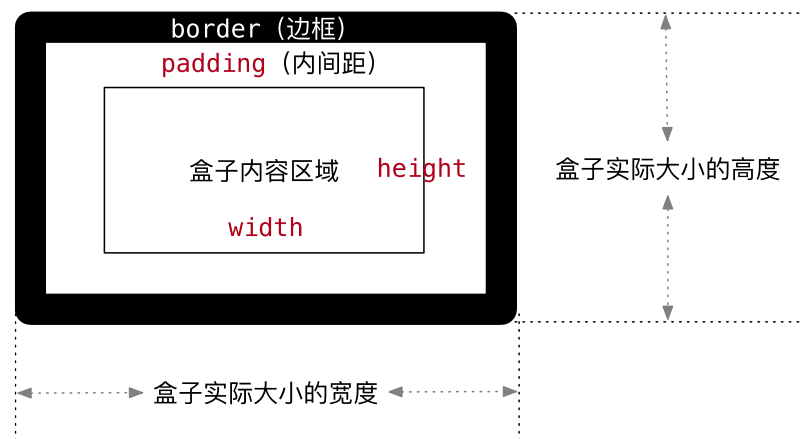 border（边框）
padding（内间距）
盒子内容区域
height
width
盒子实际大小的高度
盒子实际大小的宽度